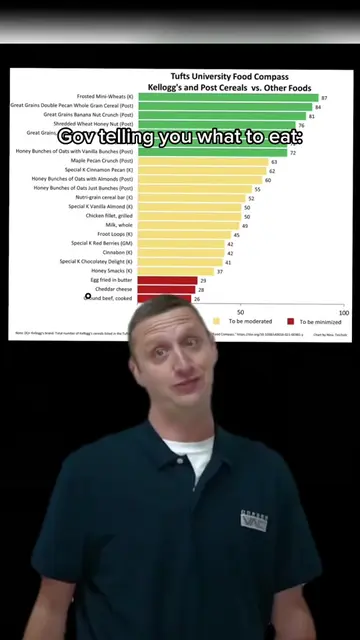 Tufts University Food Compass
Kellogg's and Post Cereals vs. Other Foods
Frosted Mini-Wheats (K) 87
Great Grains Double Pecan Whole Grain Cereal (Post) 84
Great Grains Banana Nut Crunch (Post) 81
Shredded Wheat Honey Nut (Post) 76
Great Grains
Gov telling you what to eat:
Honey Bunches of Oats with Vanilla Bunches (Post) 72
Maple Pecan Crunch (Post) 63
Special K Cinnamon Pecan (K) 62
Honey Bunches of Oats with Almonds (Post) 60
Honey Bunches of Oats Just Bunches (Post) 55
Nutri-grain cereal bar (K) 52
Special K Vanilla Almond (K) 50
Chicken fillet, grilled 50
Milk, whole 49
Froot Loops (K) 45
Special K Red Berries (GM) 42
Cinnabon (K) 42
Special K Chocolatey Delight (K) 41
Honey Smacks (K) 37
Egg fried in butter 29
Cheddar cheese 28
Ground beef, cooked 26
50
100
To be moderated
To be minimized